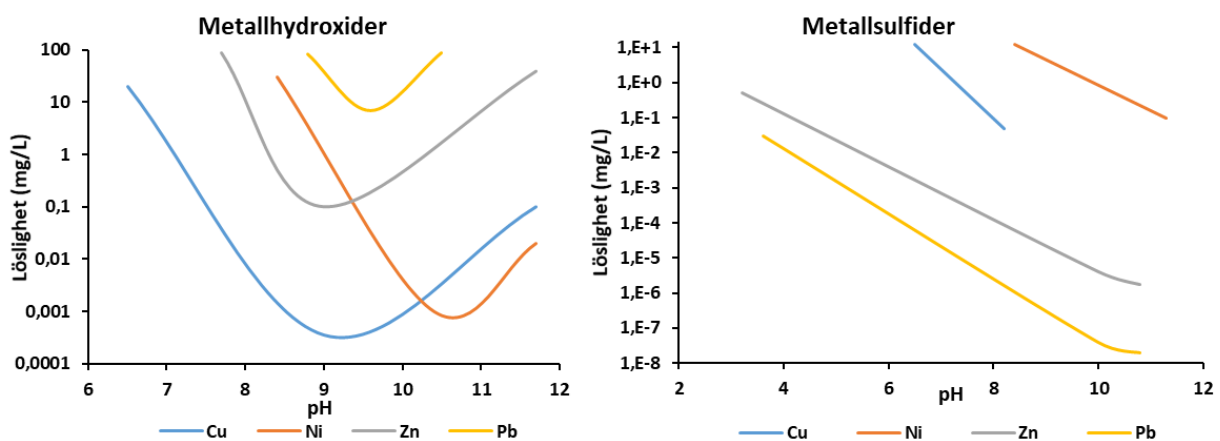 Metallhydroxider
Löslighet (mg/L)
100
10
1
0,1
0,01
0,001
0,0001
6 7 8 9 10 11 12
pH
Cu Ni Zn Pb
Metallsulfider
Löslighet (mg/L)
1,E+1
1,E+0
1,E-1
1,E-2
1,E-3
1,E-4
1,E-5
1,E-6
1,E-7
1,E-8
2 4 6 8 10 12
pH
Cu Ni Zn Pb